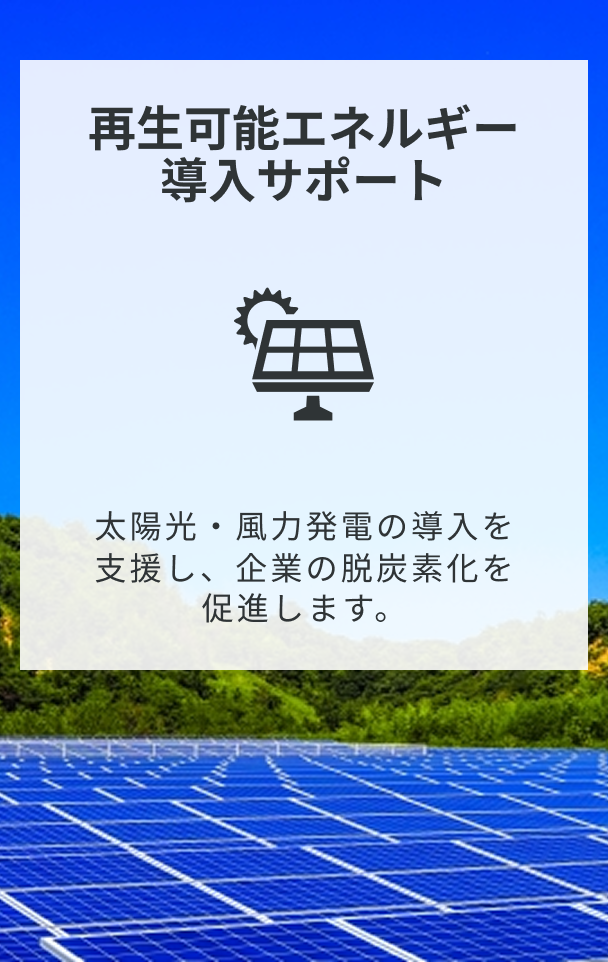 再生可能エネルギー
導入サポート
太陽光・風力発電の導入を
支援し、企業の脱炭素化を
促進します。